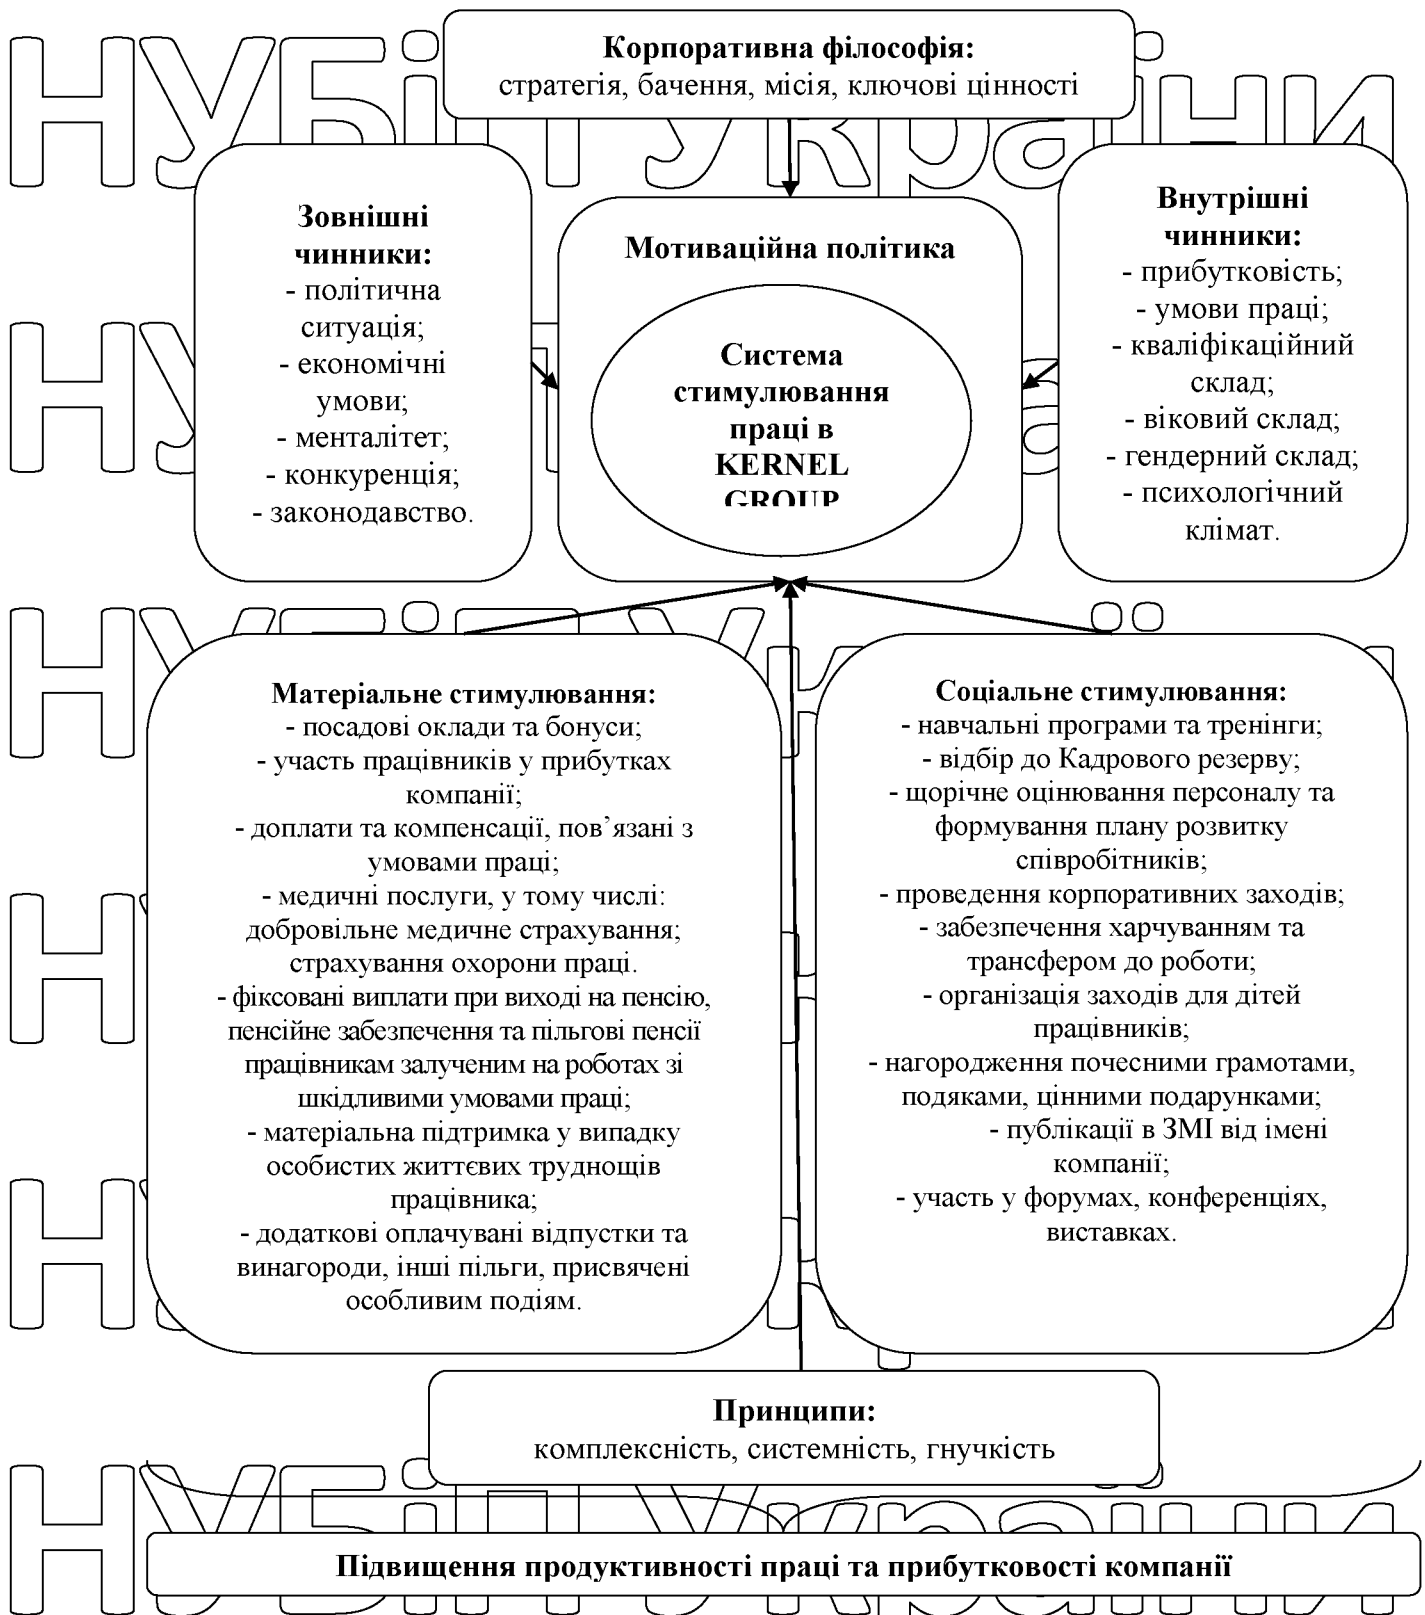 Корпоративна філософія:
стратегія, бачення, місія, ключові цінності
Зовнішні
чинники:
- політична
ситуація;
- економічні
умови;
- менталітет;
- конкуренція;
- законодавство.
Мотиваційна політика
Система
стимулювання
праці в
KERNEL
GROUP
Внутрішні
чинники:
- прибутковість;
- умови праці;
- кваліфікаційний
склад;
- віковий склад;
- гендерний склад;
- психологічний
клімат.
Матеріальне стимулювання:
- посадові оклади та бонуси;
- участь працівників у прибутках
компанії;
- доплати та компенсації, пов’язані з
умовами праці;
- медичні послуги, у тому числі:
добровільне медичне страхування;
страхування охорони праці.
- фіксовані виплати при виході на пенсію,
пенсійне забезпечення та пільгові пенсії
працівникам залученим на роботах зі
шкідливими умовами праці;
- матеріальна підтримка у випадку
особистих життєвих труднощів
працівника;
- додаткові оплачувані відпустки та
винагороди, інші пільги, присвячені
особливим подіям.
Соціальне стимулювання:
- навчальні програми та тренінги;
- відбір до Кадрового резерву;
- щорічне оцінювання персоналу та
формування плану розвитку
співробітників;
- проведення корпоративних заходів;
- забезпечення харчуванням та
трансфером до роботи;
- організація заходів для дітей
працівників;
- нагородження почесними грамотами,
подяками, цінними подарунками;
- публікації в ЗМІ від імені
компанії;
- участь у форумах, конференціях,
виставках.
Принципи:
комплексність, системність, гнучкість
НУБіП України
Підвищення продуктивності праці та прибутковості компанії